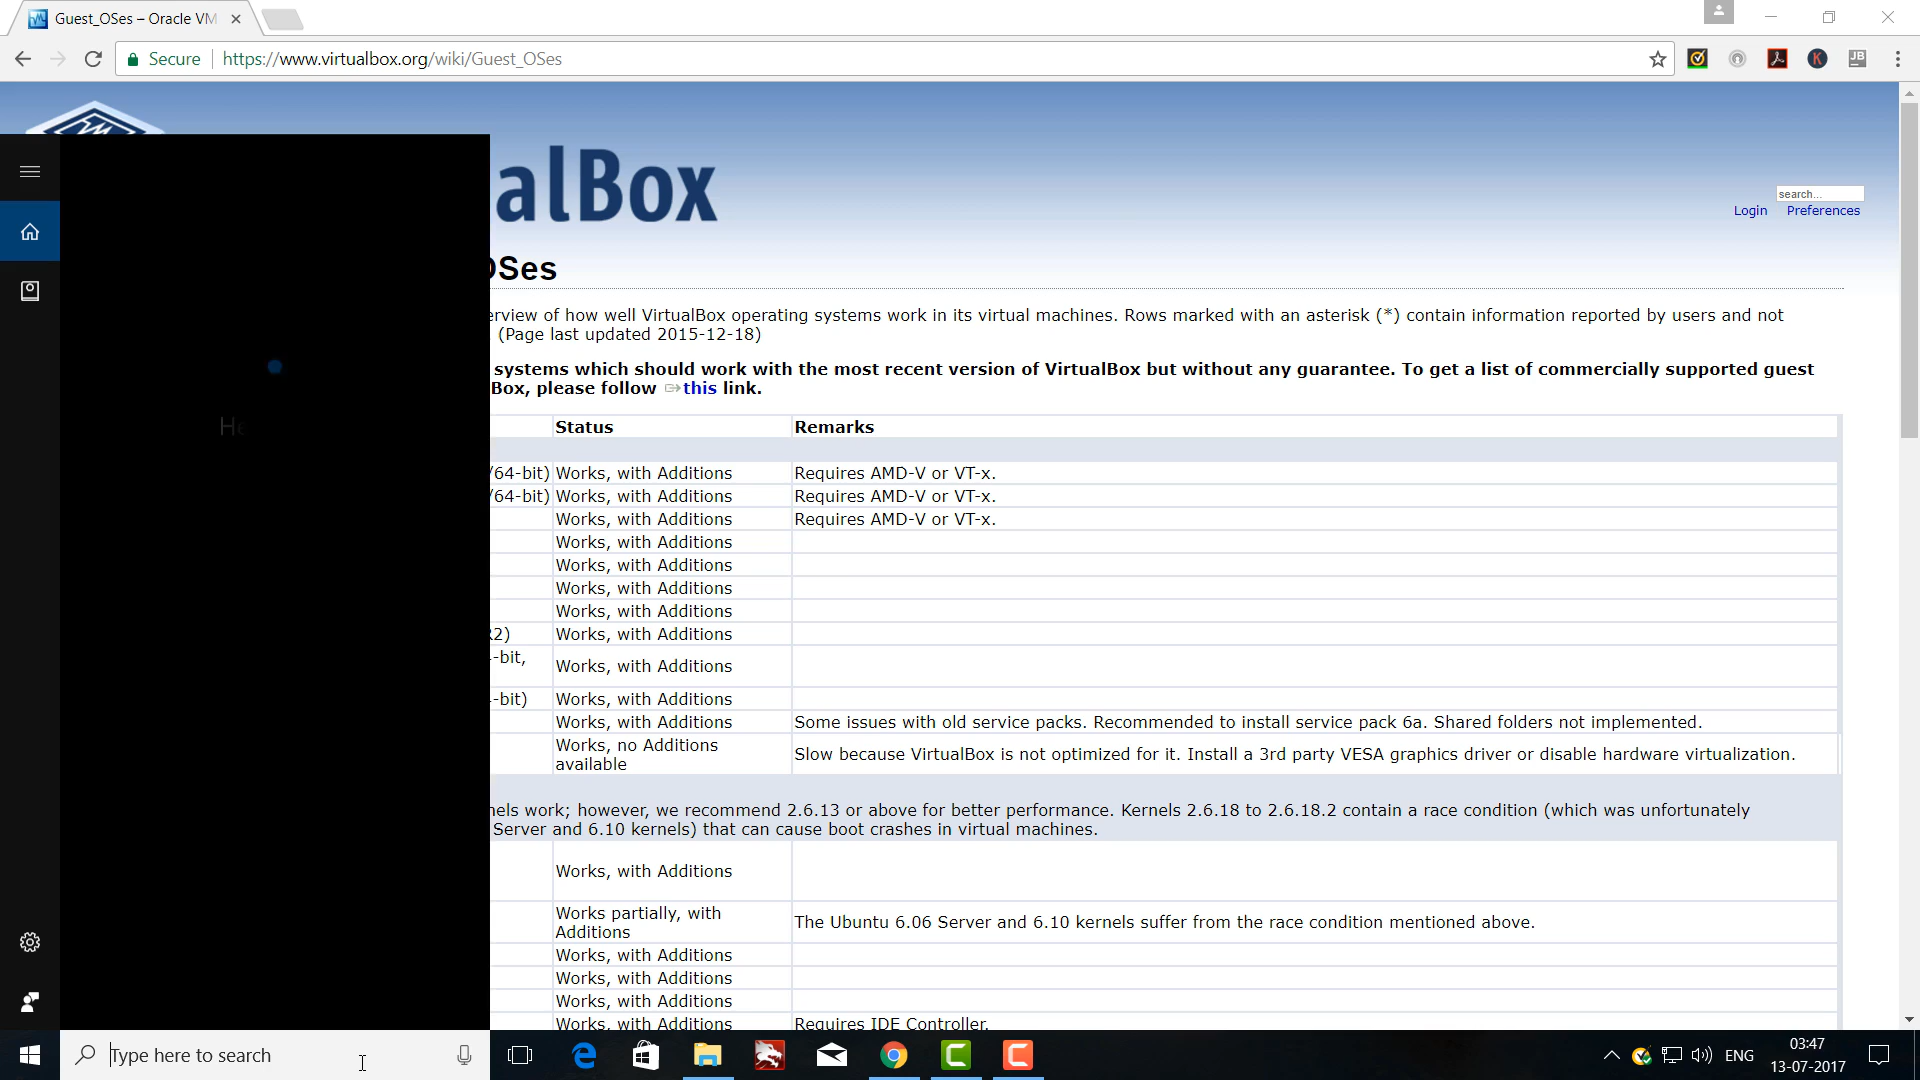 Guest_OSes – Oracle VM
Secure
https://www.virtualbox.org/wiki/Guest_OSes
alBox
search...
Login Preferences
OSes
erview of how well VirtualBox operating systems work in its virtual machines. Rows marked with an asterisk (*) contain information reported by users and not
(Page last updated 2015-12-18)
systems which should work with the most recent version of VirtualBox but without any guarantee. To get a list of commercially supported guest
Box, please follow this link.
Status Remarks
/64-bit) Works, with Additions Requires AMD-V or VT-x.
/64-bit) Works, with Additions Requires AMD-V or VT-x.
Works, with Additions Requires AMD-V or VT-x.
Works, with Additions
Works, with Additions
Works, with Additions
Works, with Additions
R2) Works, with Additions
-bit,
Works, with Additions
-bit) Works, with Additions
Works, with Additions Some issues with old service packs. Recommended to install service pack 6a. Shared folders not implemented.
Works, no Additions
available
Slow because VirtualBox is not optimized for it. Install a 3rd party VESA graphics driver or disable hardware virtualization.
nels work; however, we recommend 2.6.13 or above for better performance. Kernels 2.6.18 to 2.6.18.2 contain a race condition (which was unfortunately
Server and 6.10 kernels) that can cause boot crashes in virtual machines.
Works, with Additions
Works partially, with
Additions
The Ubuntu 6.06 Server and 6.10 kernels suffer from the race condition mentioned above.
Works, with Additions
Works, with Additions
Works, with Additions
Works, with Additions Requires IDE Controller.
He
Type here to search
ENG
03:47
13-07-2017